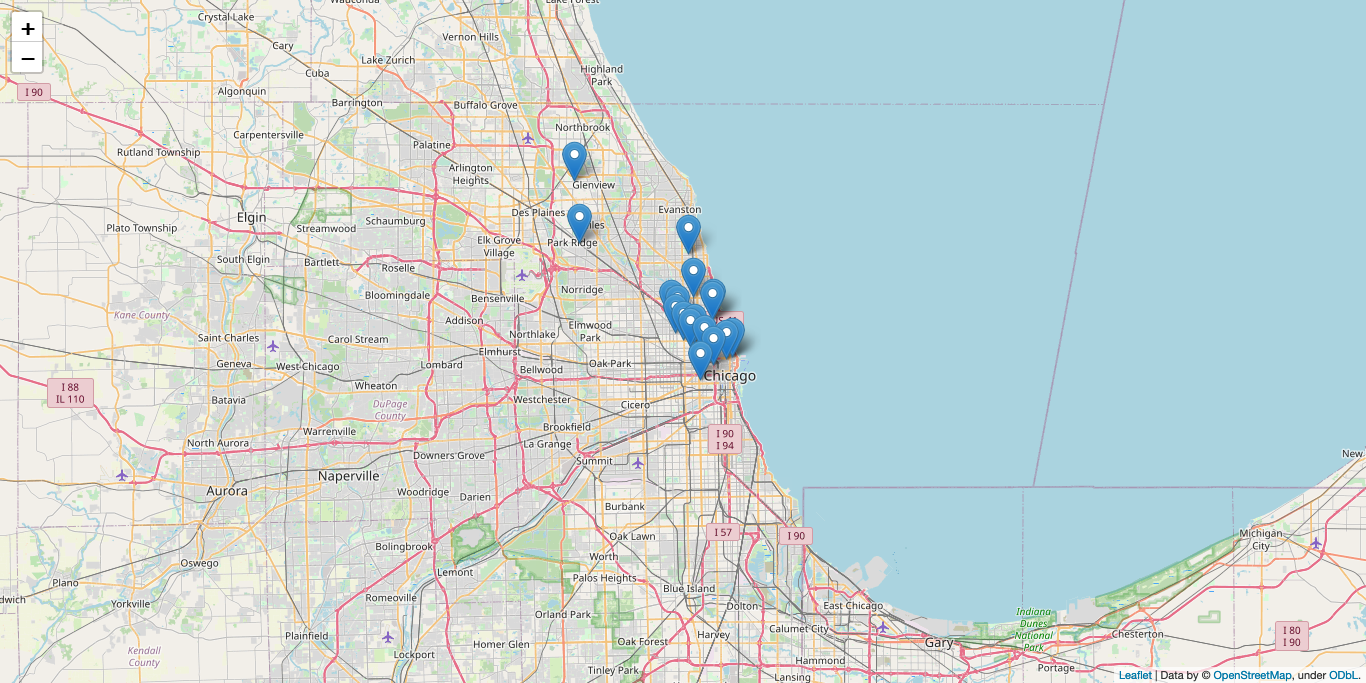 Wauconda
Lake Forest
Crystal Lake
+
Vernon Hills
Cary
−
Lake Zurich
Cuba
Highland
Park
I 90
Algonquin
Barrington
Buffalo Grove
Northbrook
Carpentersville
Palatine
Rutland Township
Arlington
Heights
Glenview
Elgin
Schaumburg
Des Plaines
Evanston
Plato Township
Streamwood
Elk Grove
Village
Park Ridge
South Elgin
Bartlett
Roselle
Norridge
Bloomingdale
Bensenville
Kane County
Addison
Elmwood
Park
Saint Charles
Carol Stream
Northlake
Elmhurst
Geneva
West Chicago
Lombard
Bellwood
Oak Park
Chicago
I 88
IL 110
Wheaton
Batavia
DuPage
County
Westchester
Cicero
Warrenville
Brookfield
I 90
I 94
North Aurora
Downers Grove
La Grange
Summit
New
Naperville
Aurora
Woodridge
Darien
Burbank
Oak Lawn
I 57
I 90
Michigan
City
Bolingbrook
Worth
Oswego
Lemont
Palos Heights
Plano
Blue Island
Romeoville
Yorkville
Dolton
East Chicago
Orland Park
Indiana
Dunes
National
Park
Plainfield
Harvey
Calumet City
Chesterton
I 80
I 90
Homer Glen
Oak Forest
Gary
Kendall
County
Lockport
Hammond
Portage
Tinley Park
Lansing
Leaflet | Data by © OpenStreetMap, under ODbL.